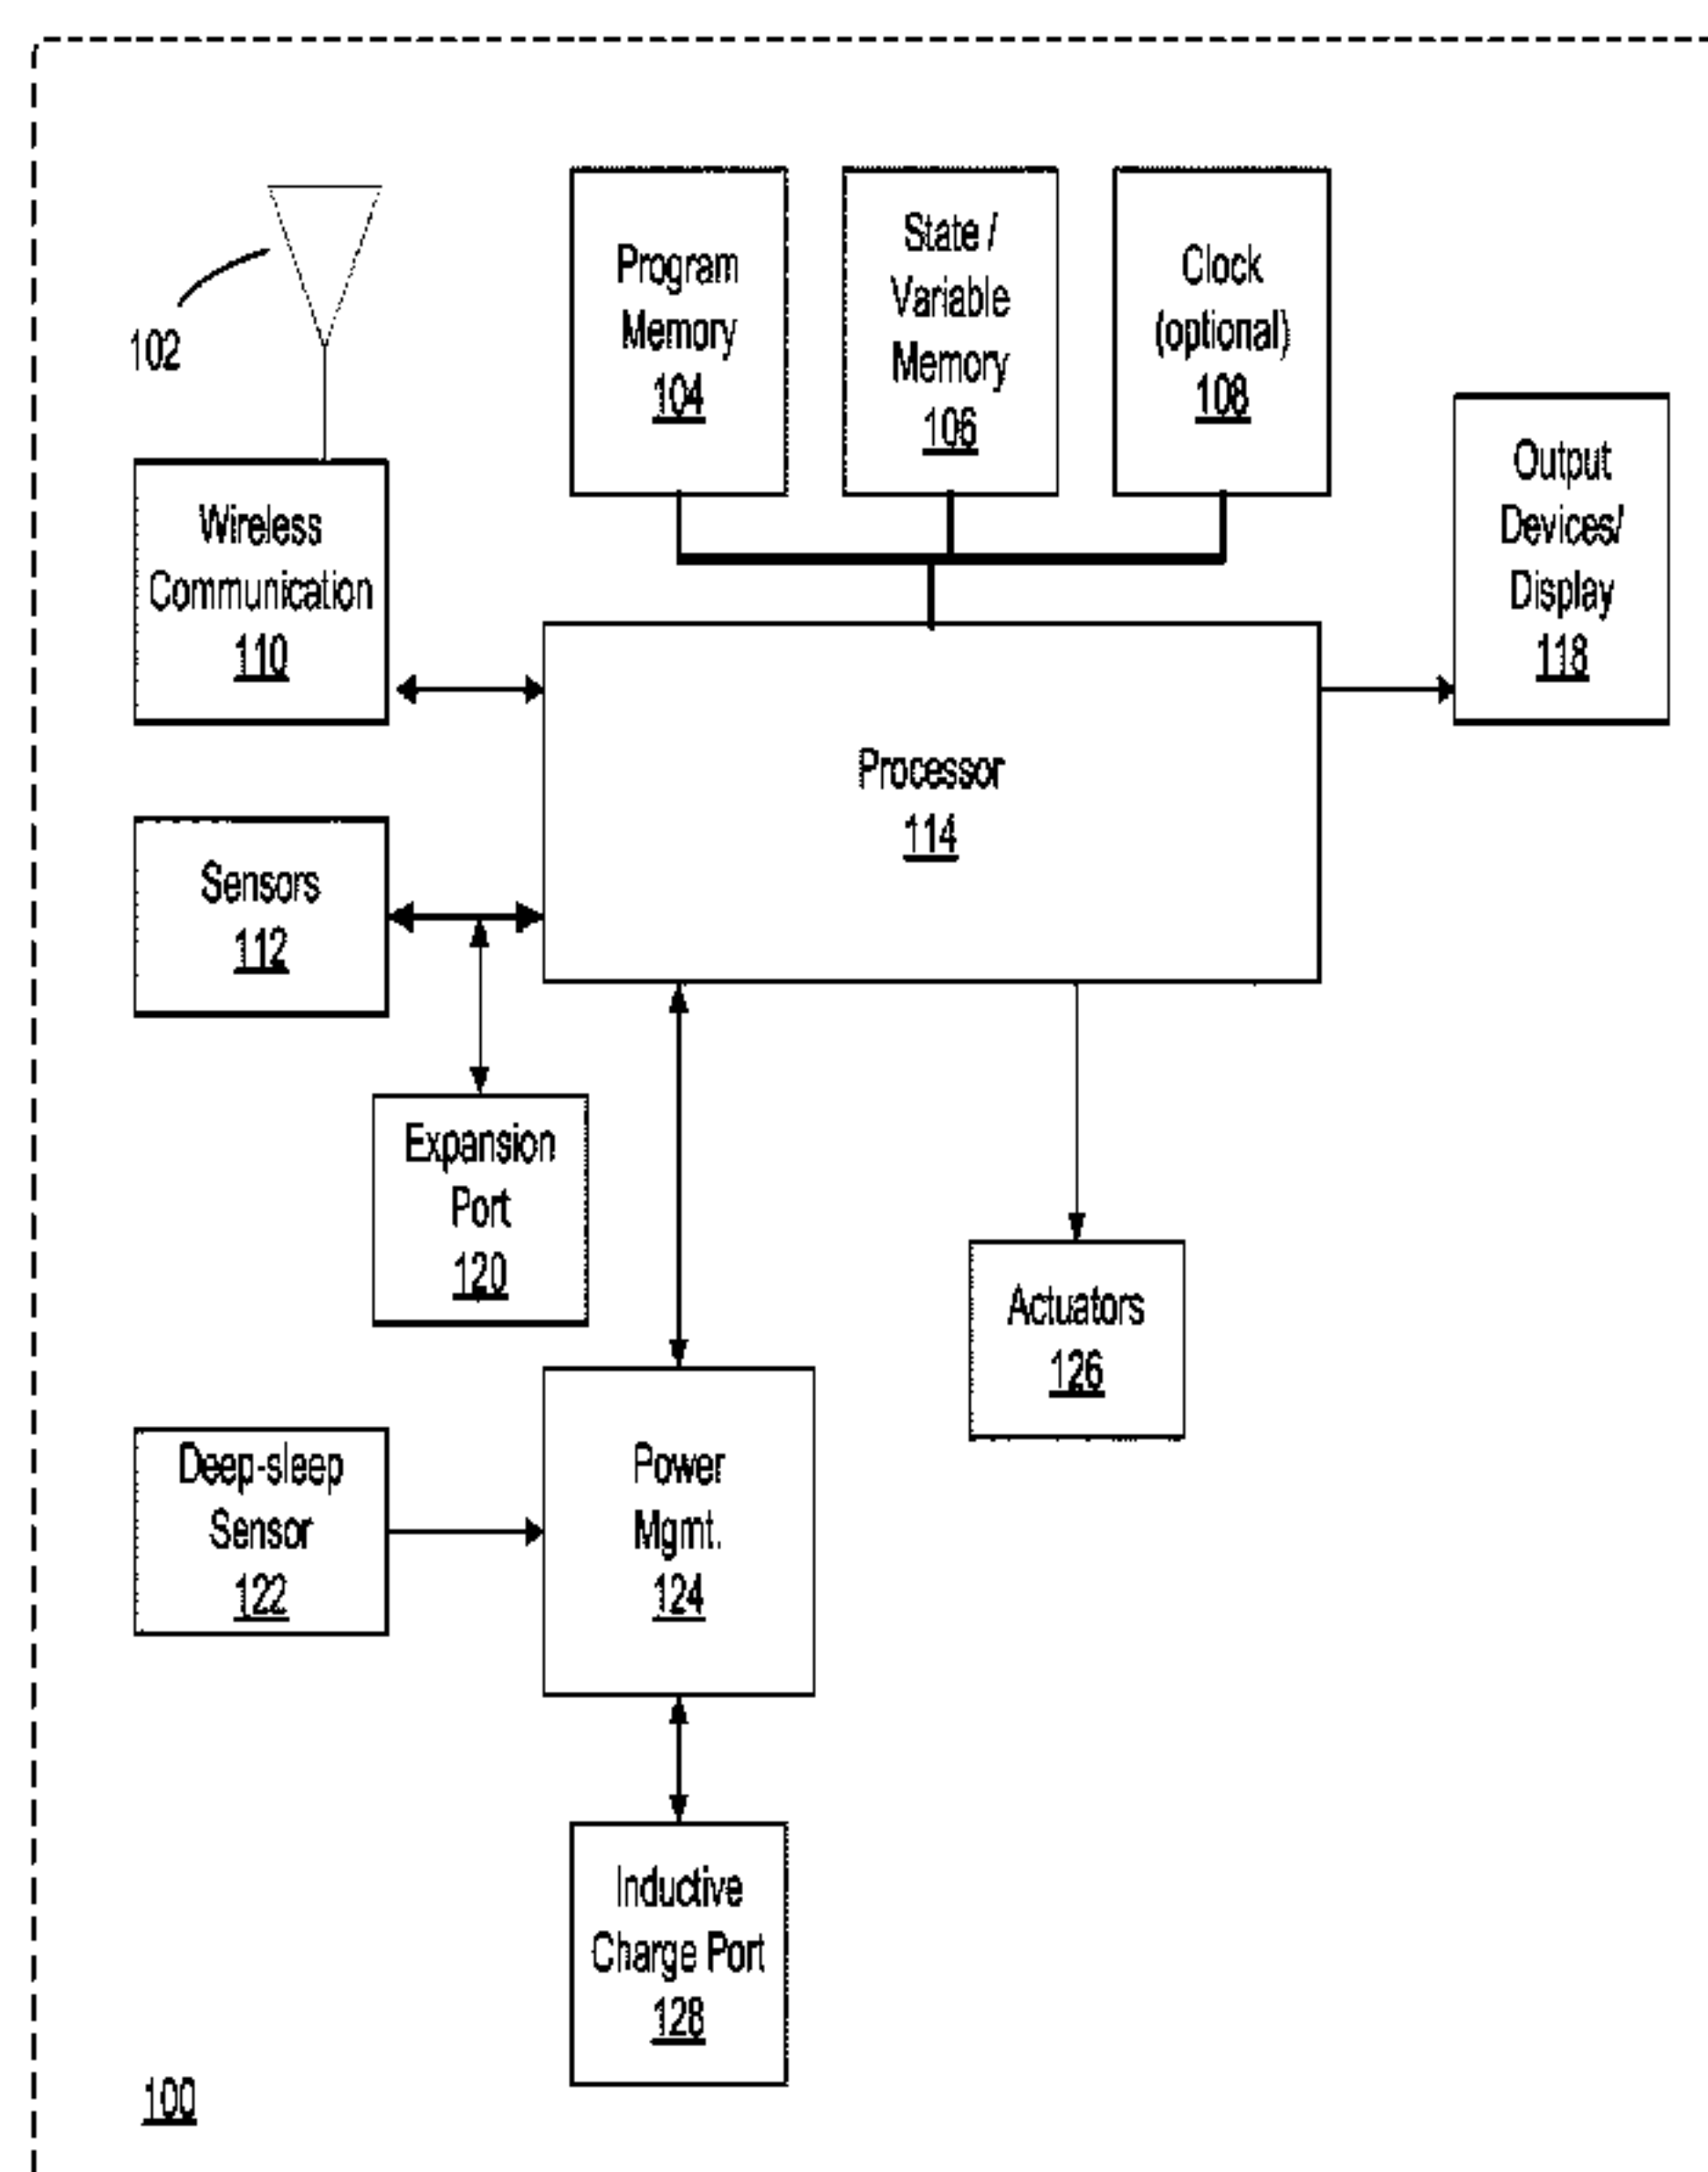 102
Program
Memory
104
State /
Variable
Memory
106
Clock
(optional)
108
Output
Devices/
Display
118
Wireless
Communication
110
Processor
114
Sensors
112
Expansion
Port
120
Actuators
126
Deep-sleep
Sensor
122
Power
Mgmt.
124
Inductive
Charge Port
128
100